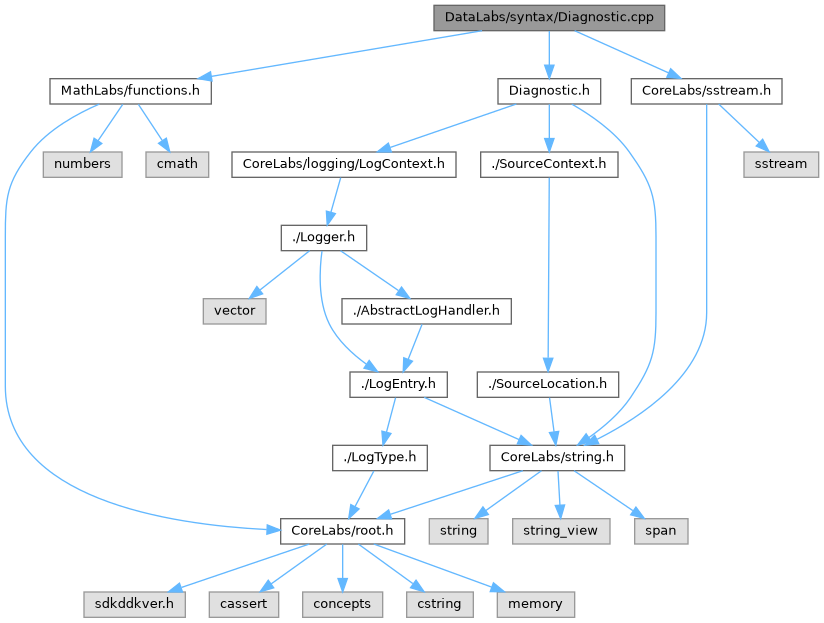 DataLabs/syntax/Diagnostic.cpp
MathLabs/functions.h
Diagnostic.h
CoreLabs/sstream.h
numbers
cmath
CoreLabs/logging/LogContext.h
./SourceContext.h
sstream
./Logger.h
vector
./AbstractLogHandler.h
./LogEntry.h
./SourceLocation.h
./LogType.h
CoreLabs/string.h
CoreLabs/root.h
string
string_view
span
sdkddkver.h
cassert
concepts
cstring
memory